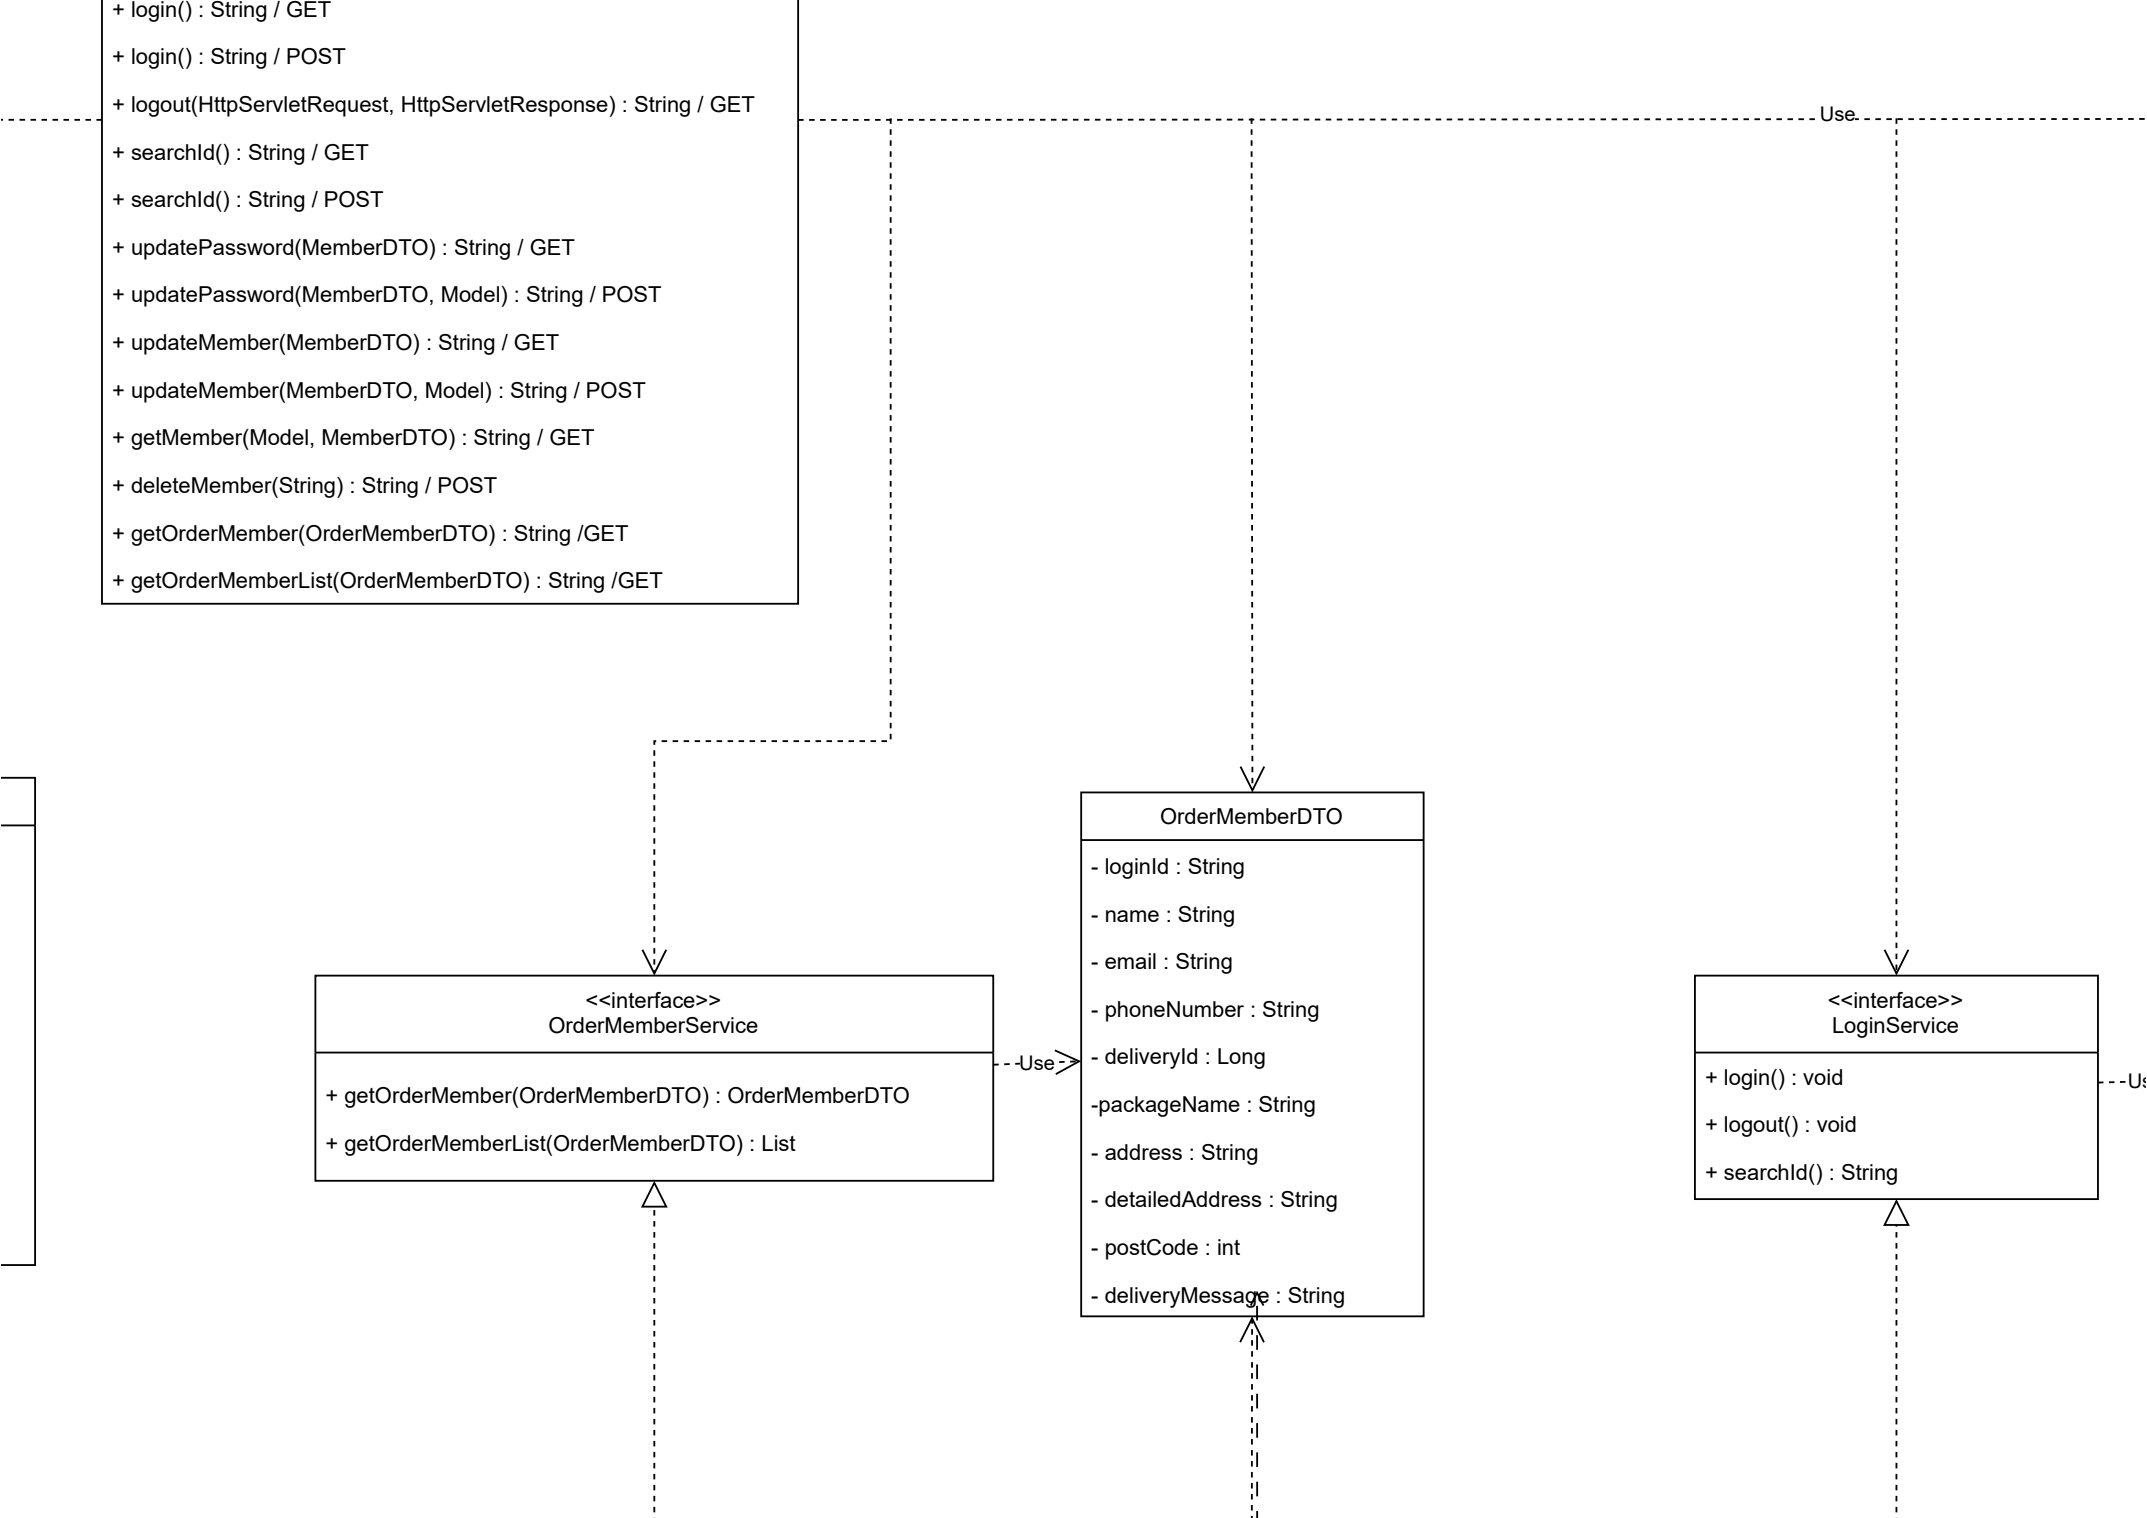 + login() : String / GET
+ login() : String / POST
+ logout(HttpServletRequest, HttpServletResponse) : String / GET
+ searchId() : String / GET
+ searchId() : String / POST
+ updatePassword(MemberDTO) : String / GET
+ updatePassword(MemberDTO, Model) : String / POST
+ updateMember(MemberDTO) : String / GET
+ updateMember(MemberDTO, Model) : String / POST
+ getMember(Model, MemberDTO) : String / GET
+ deleteMember(String) : String / POST
+ getOrderMember(OrderMemberDTO) : String /GET
+ getOrderMemberList(OrderMemberDTO) : String /GET
Use
<<interface>>
OrderMemberService
+ getOrderMember(OrderMemberDTO) : OrderMemberDTO
+ getOrderMemberList(OrderMemberDTO) : List
Use
OrderMemberDTO
- loginId : String
- name : String
- email : String
- phoneNumber : String
- deliveryId : Long
-packageName : String
- address : String
- detailedAddress : String
- postCode : int
- deliveryMessage : String
<<interface>>
LoginService
+ login() : void
+ logout() : void
+ searchId() : String